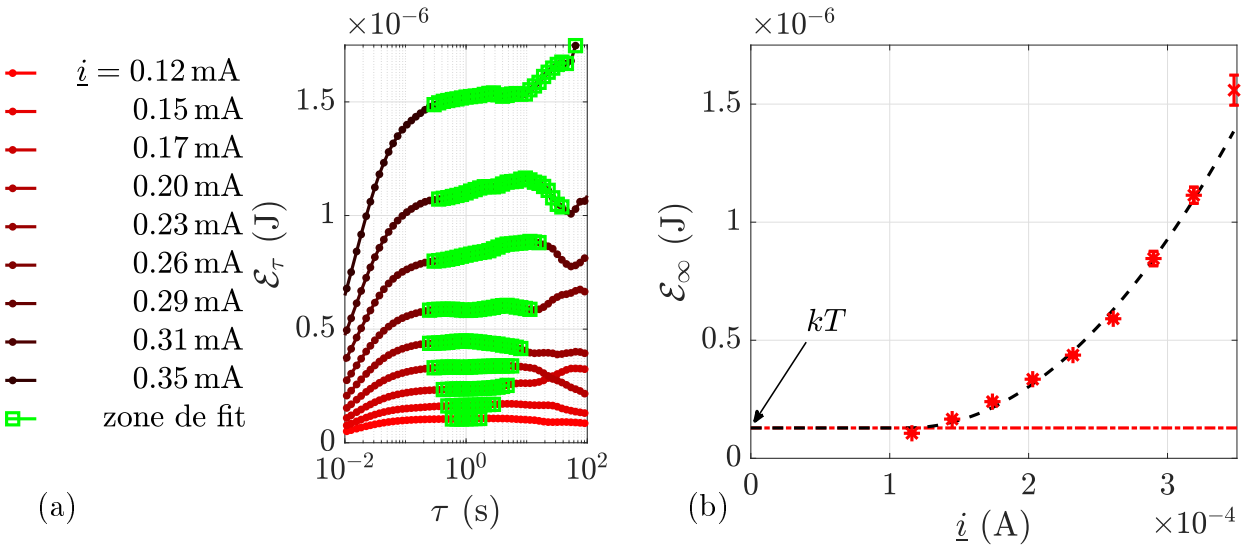 i = 0.12 mA
0.15 mA
0.17 mA
0.20 mA
0.23 mA
0.26 mA
0.29 mA
0.31 mA
0.35 mA
zone de fit
(a)
×10⁻⁶
1.5
1
0.5
0
ℰτ (J)
10⁻² 10⁰ 10²
τ (s)
×10⁻⁶
1.5
1
0.5
0
ℰ∞ (J)
kT
0 1 2 3
×10⁻⁴
i (A)
(b)